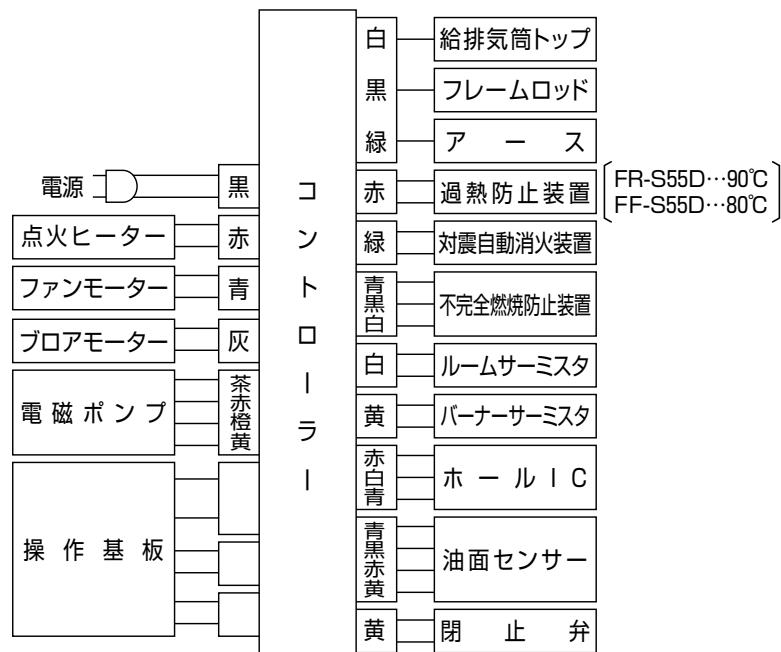 電源
黒
点火ヒーター
赤
ファンモーター
青
ブロアモーター
灰
電磁ポンプ
茶
赤
橙
黄
操作基板
コントローラー
白
給排気筒トップ
黒
フレームロッド
緑
アース
赤
過熱防止装置
FR-S55D…90℃
FF-S55D…80℃
緑
対震自動消火装置
青
黒
白
不完全燃焼防止装置
白
ルームサーミスタ
黄
バーナーサーミスタ
赤
白
青
ホールIC
青
黒
赤
黄
油面センサー
黄
閉止弁